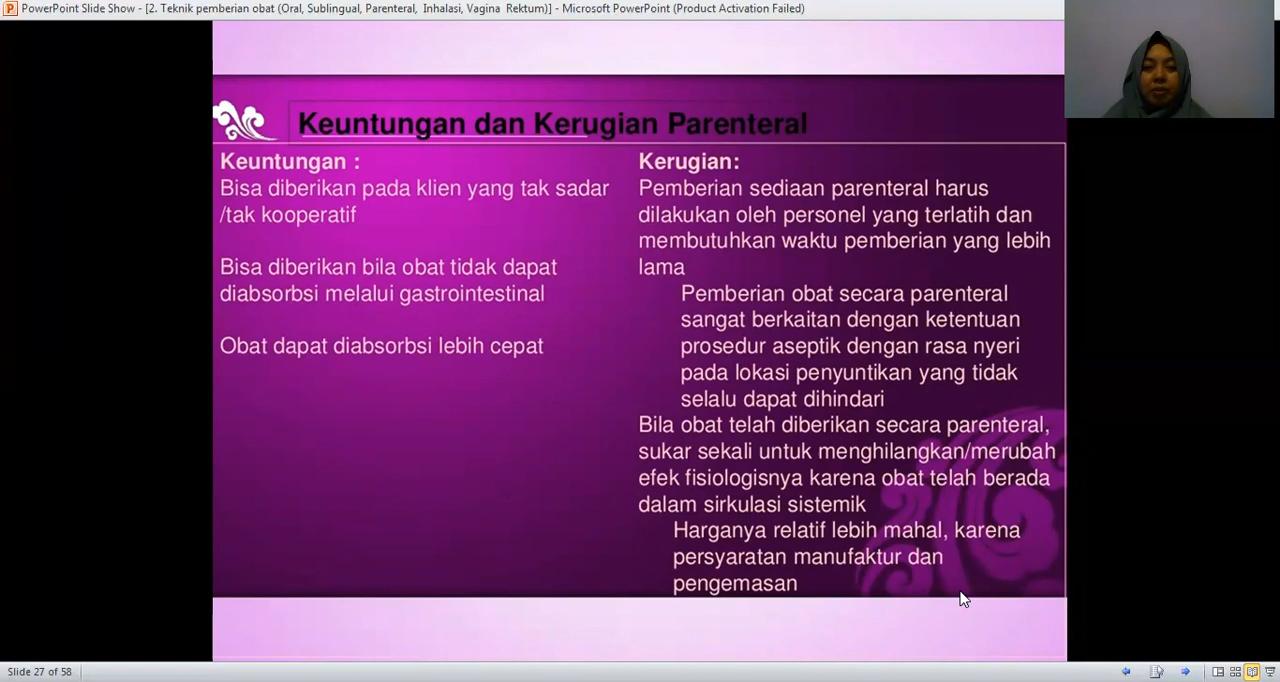 PowerPoint Slide Show - [2. Teknik pemberian obat (Oral, Sublingual, Parenteral, Inhalasi, Vagina Rektum)] - Microsoft PowerPoint (Product Activation Failed)
Keuntungan dan Kerugian Parenteral
Keuntungan :
Bisa diberikan pada klien yang tak sadar
/tak kooperatif
Bisa diberikan bila obat tidak dapat
diabsorbsi melalui gastrointestinal
Obat dapat diabsorbsi lebih cepat
Kerugian:
Pemberian sediaan parenteral harus
dilakukan oleh personel yang terlatih dan
membutuhkan waktu pemberian yang lebih
lama
Pemberian obat secara parenteral
sangat berkaitan dengan ketentuan
prosedur aseptik dengan rasa nyeri
pada lokasi penyuntikan yang tidak
selalu dapat dihindari
Bila obat telah diberikan secara parenteral,
sukar sekali untuk menghilangkan/merubah
efek fisiologisnya karena obat telah berada
dalam sirkulasi sistemik
Harganya relatif lebih mahal, karena
persyaratan manufaktur dan
pengemasan
Slide 27 of 58